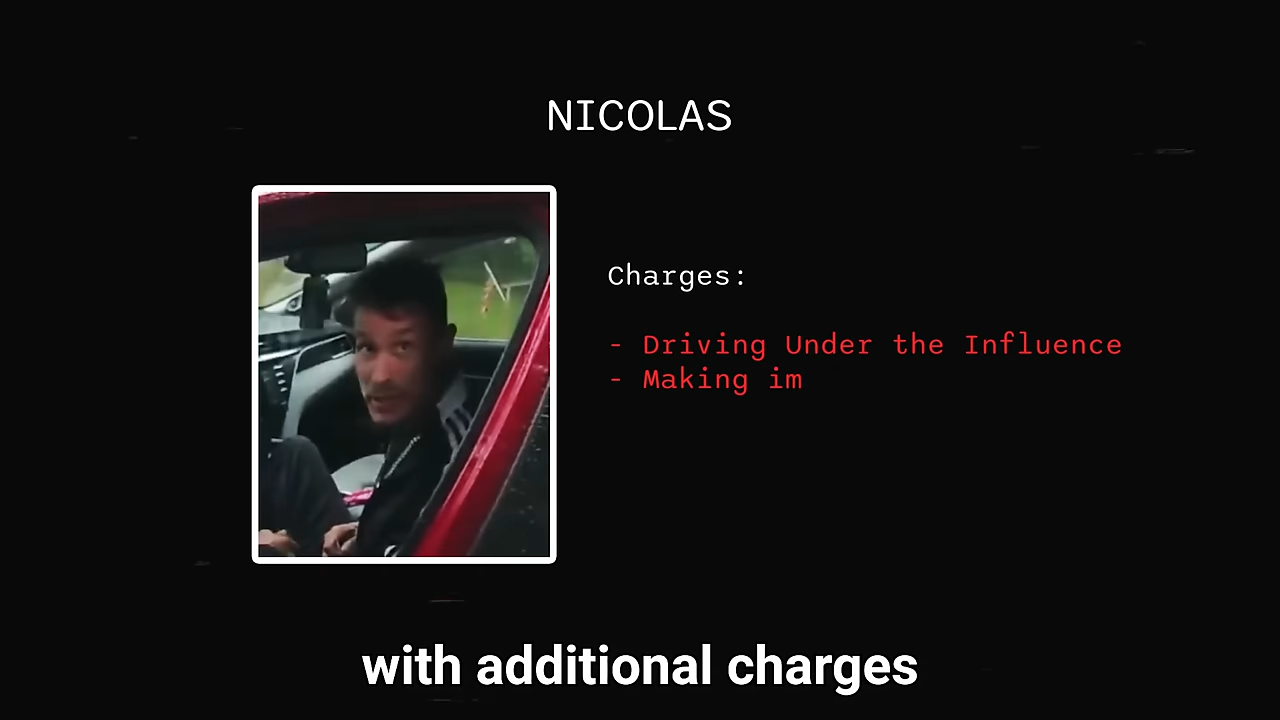 NICOLAS
Charges:
- Driving Under the Influence
- Making im
with additional charges